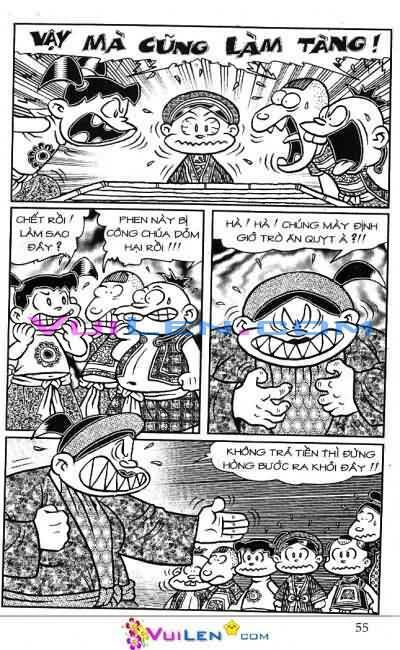 VẬY MÀ CŨNG LÀM TÀNG!
CHẾT RỒI!
LÀM SAO
ĐÂY?
PHEN NÀY BỊ
CÔNG CHÚA DỎM
HẠI RỒI!!!
HÀ! HÀ! CHÚNG MÀY ĐỊNH
GIỞ TRÒ ĂN QUỴT À?!!
VUILEN.COM
KHÔNG TRẢ TIỀN THÌ ĐỪNG
HÒNG BƯỚC RA KHỎI ĐÂY!!
55
VUILEN.COM